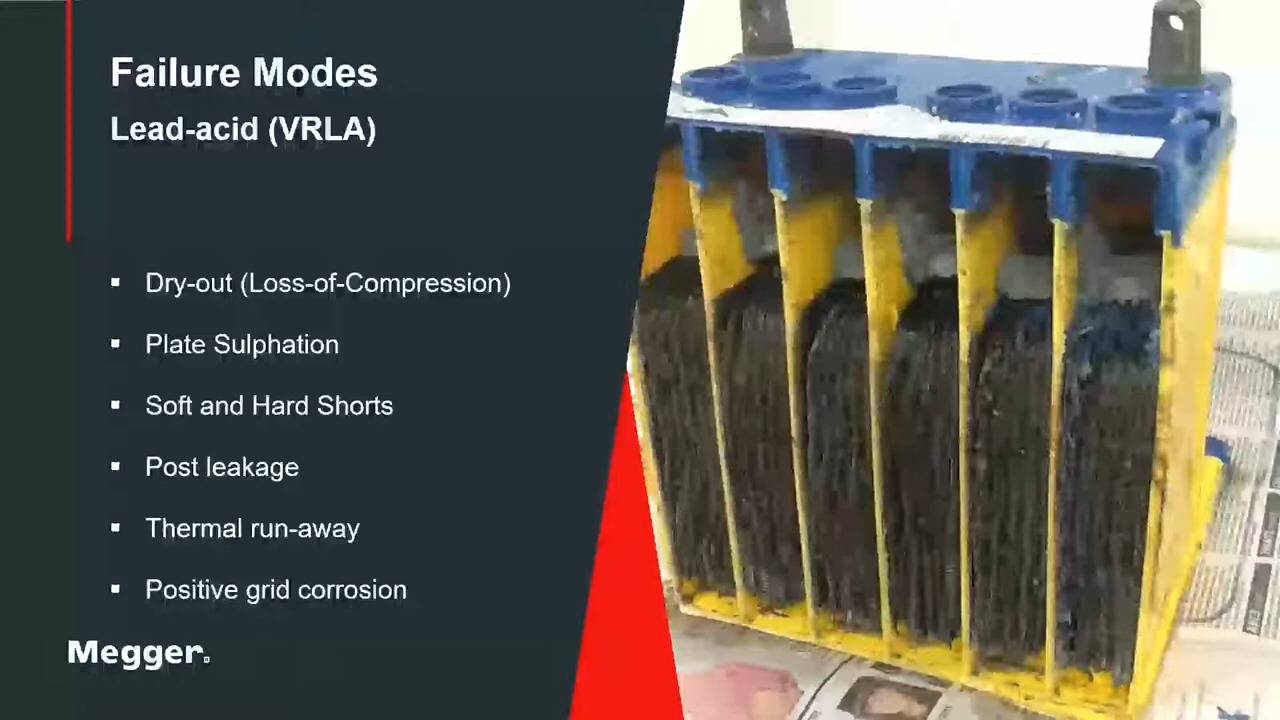 Failure Modes
Lead-acid (VRLA)
▪ Dry-out (Loss-of-Compression)
▪ Plate Sulphation
▪ Soft and Hard Shorts
▪ Post leakage
▪ Thermal run-away
▪ Positive grid corrosion
Megger